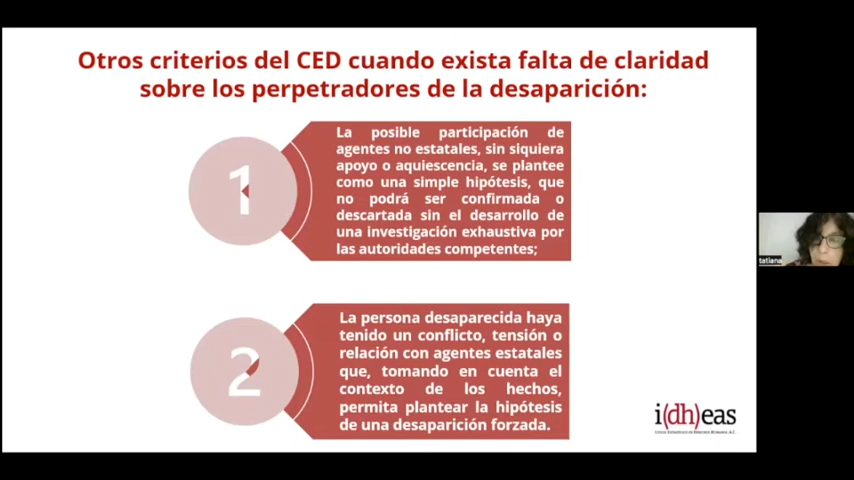 Otros criterios del CED cuando exista falta de claridad
sobre los perpetradores de la desaparición:
1
La posible participación de
agentes no estatales, sin siquiera
apoyo o aquiescencia, se plantee
como una simple hipótesis, que
no podrá ser confirmada o
descartada sin el desarrollo de
una investigación exhaustiva por
las autoridades competentes;
tatiana
2
La persona desaparecida haya
tenido un conflicto, tensión o
relación con agentes estatales
que, tomando en cuenta el
contexto de los hechos,
permita plantear la hipótesis
de una desaparición forzada.
i(dh)eas